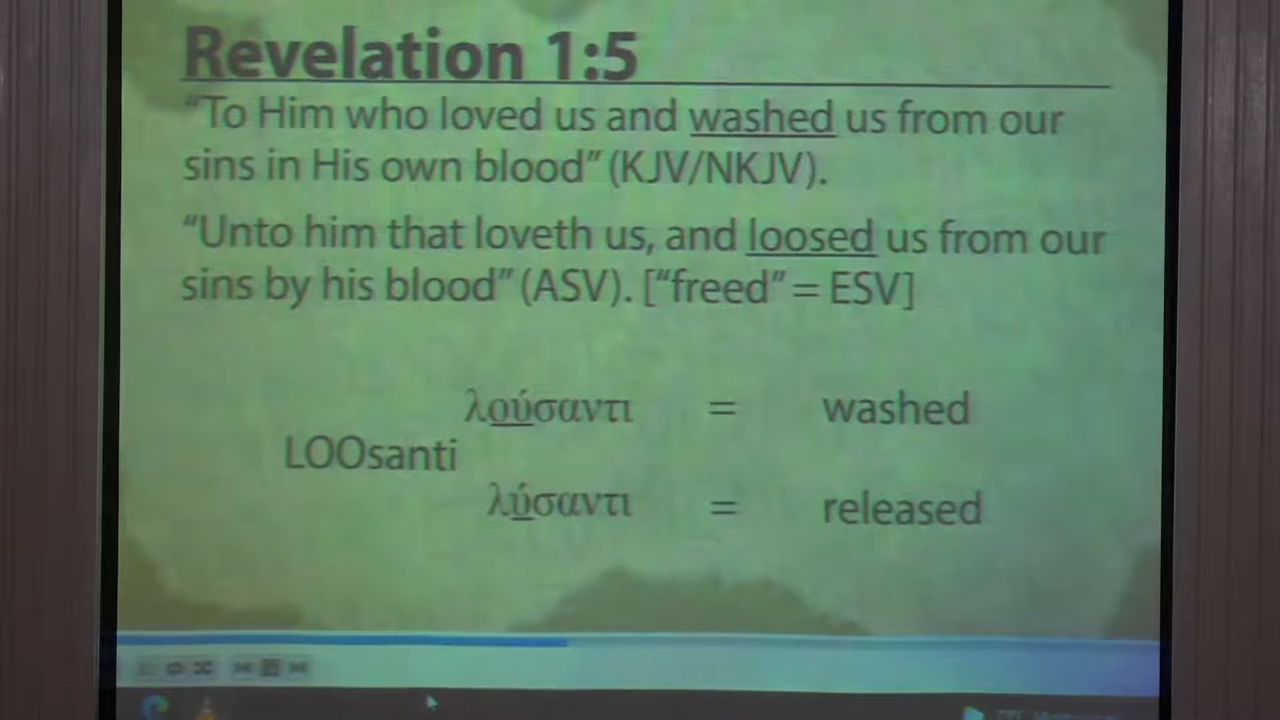 Revelation 1:5
“To Him who loved us and washed us from our
sins in His own blood” (KJV/NKJV).
“Unto him that loveth us, and loosed us from our
sins by his blood” (ASV). [“freed” = ESV]
λούσαντι = washed
LOOsanti
λύσαντι = released